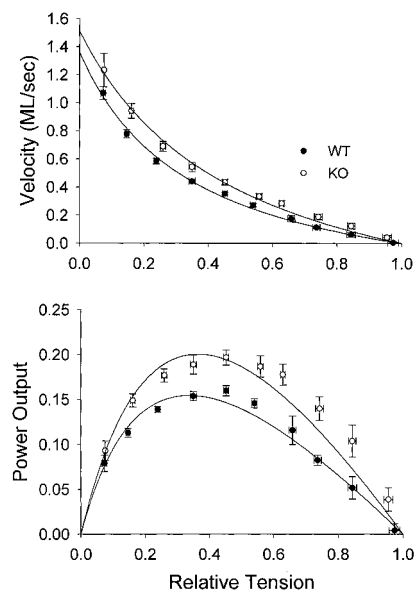 1.6
1.4
1.2
1.0
0.8
0.6
0.4
0.2
0.0
Velocity (ML/sec)
WT
KO
0.0 0.2 0.4 0.6 0.8 1.0
0.25
0.20
0.15
0.10
0.05
0.00
Power Output
0.0 0.2 0.4 0.6 0.8 1.0
Relative Tension